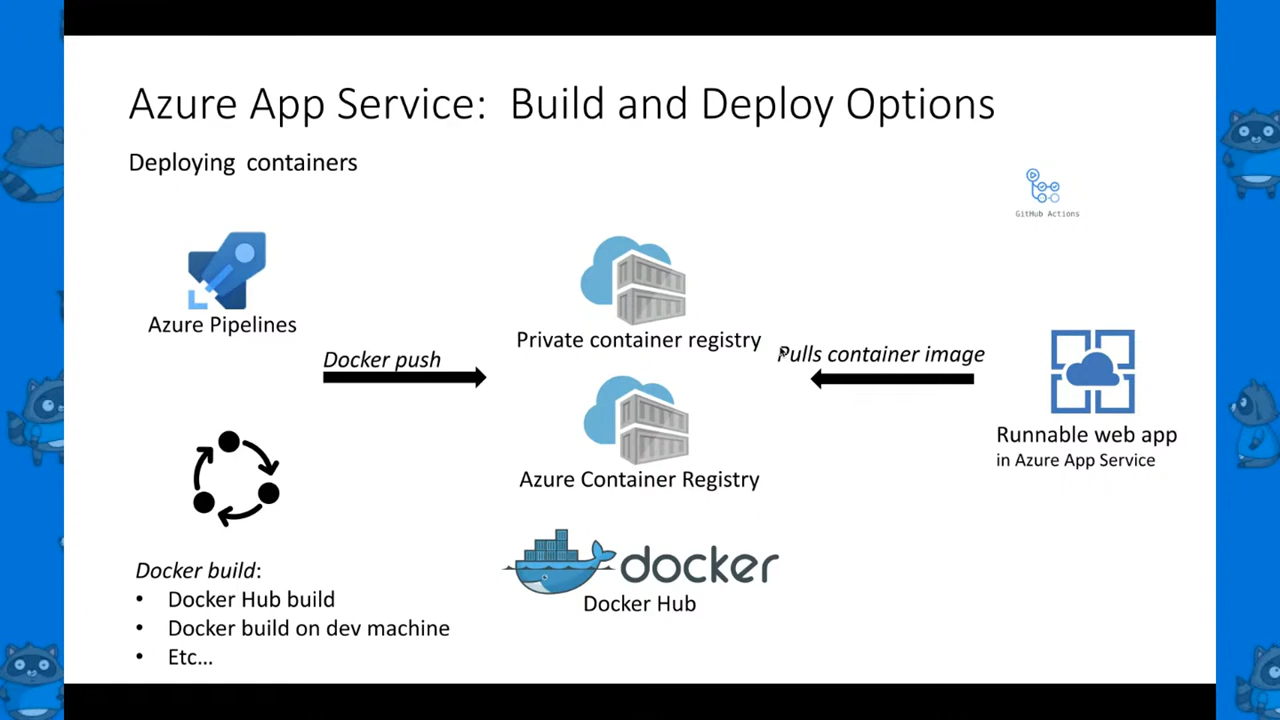 Azure App Service: Build and Deploy Options
Deploying containers
GitHub Actions
Azure Pipelines
Docker push
Private container registry
Pulls container image
Azure Container Registry
Runnable web app
in Azure App Service
docker
Docker Hub
Docker build:
• Docker Hub build
• Docker build on dev machine
• Etc...